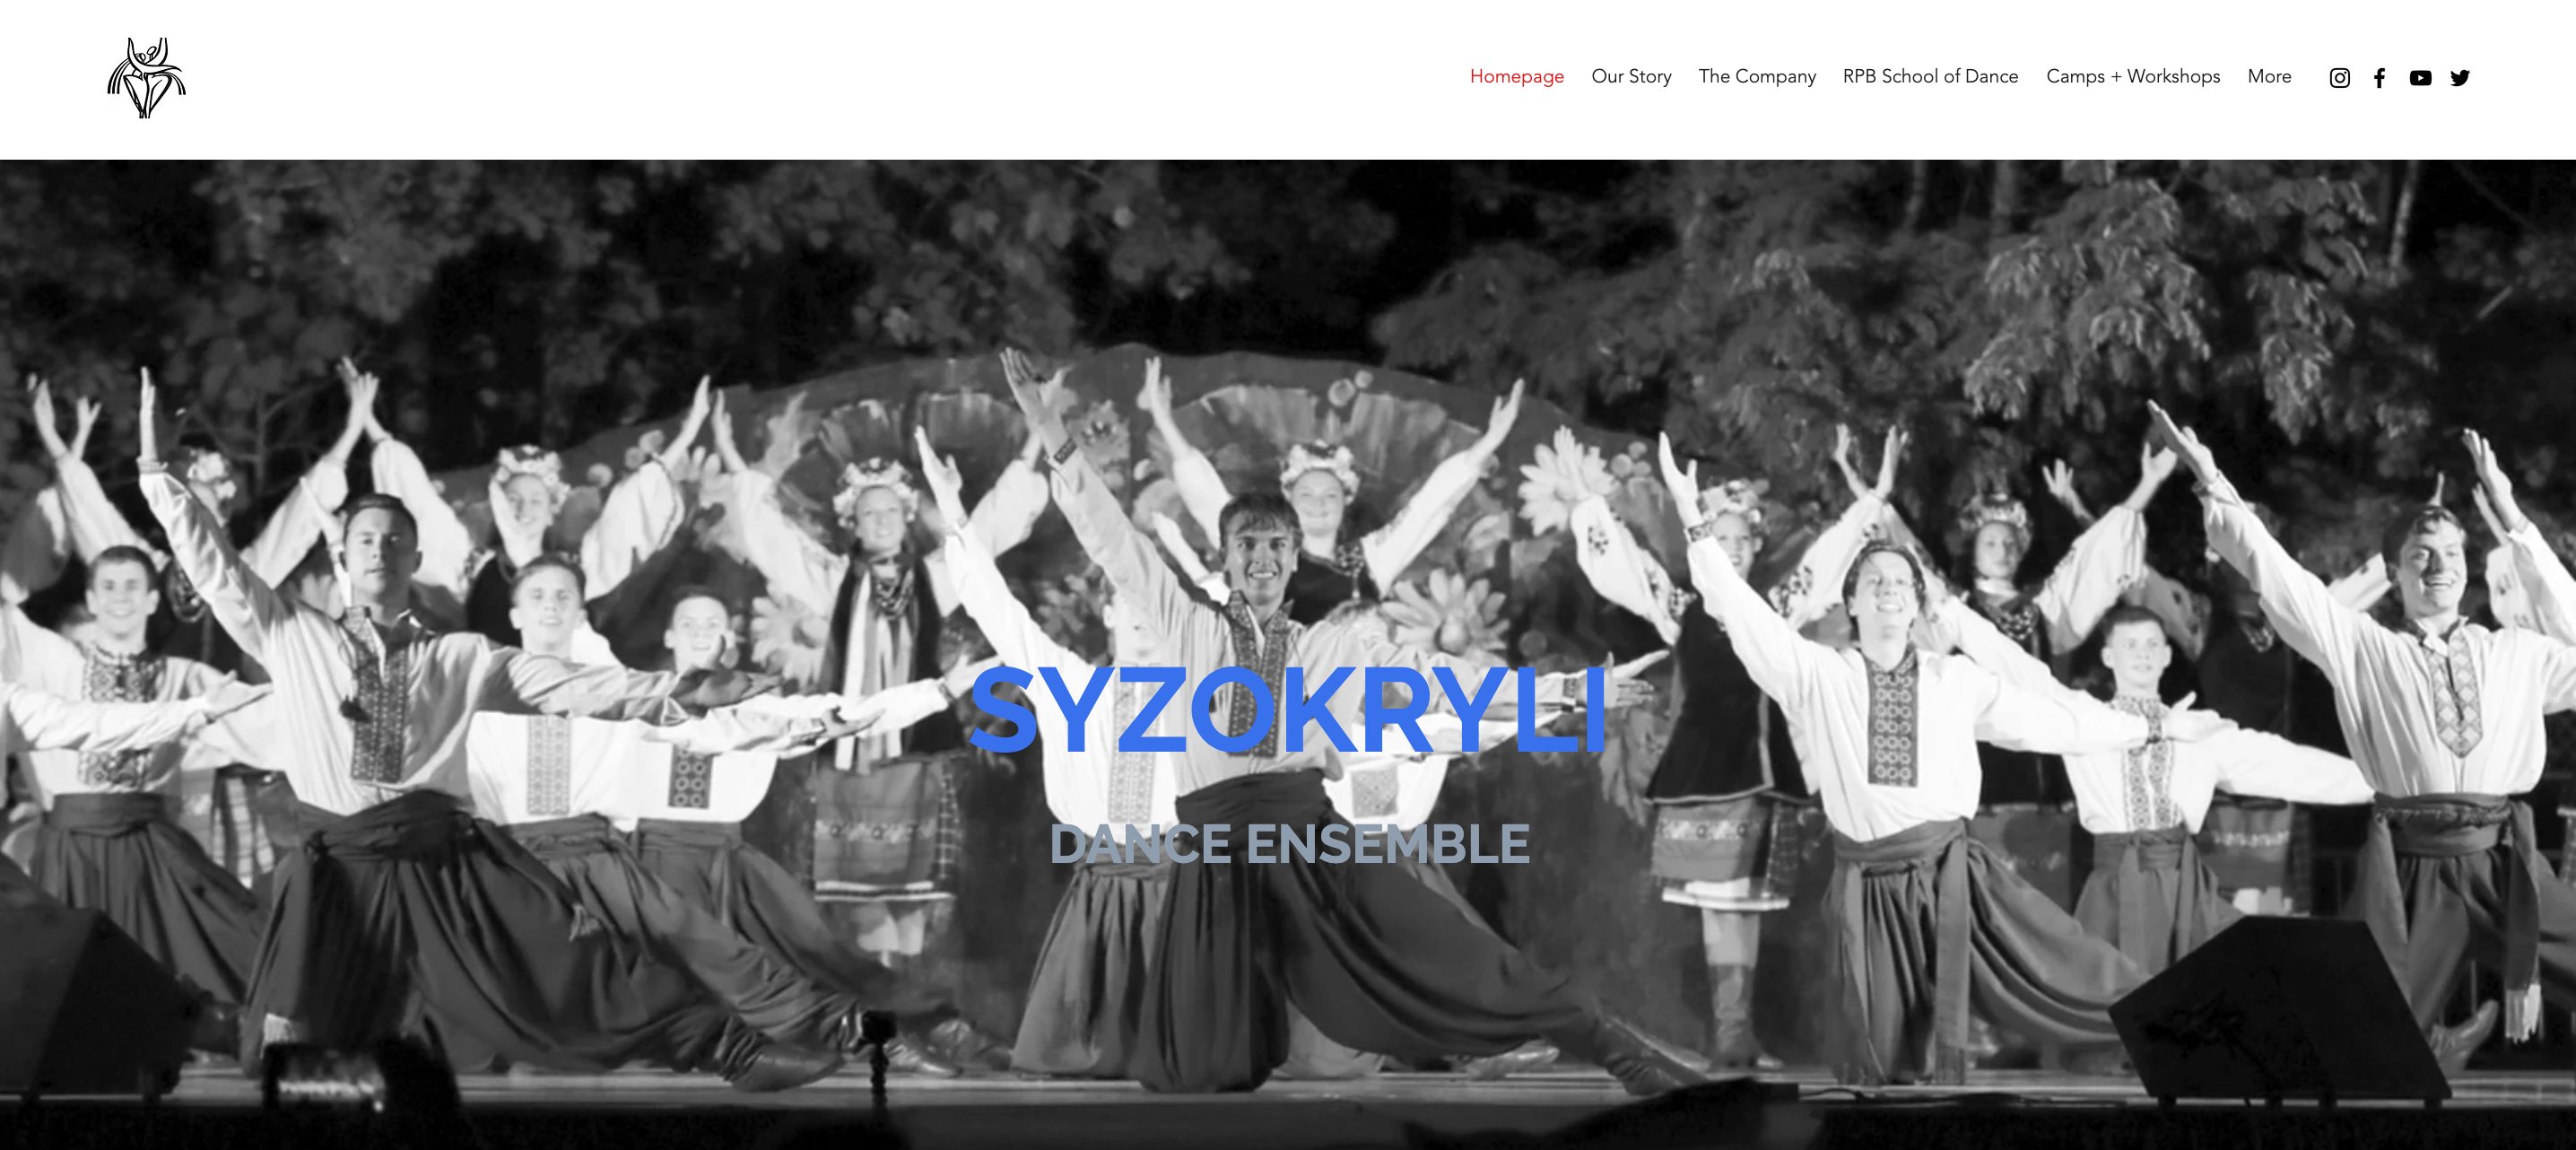 Homepage Our Story The Company RPB School of Dance Camps + Workshops More
SYZOKRYLI
DANCE ENSEMBLE